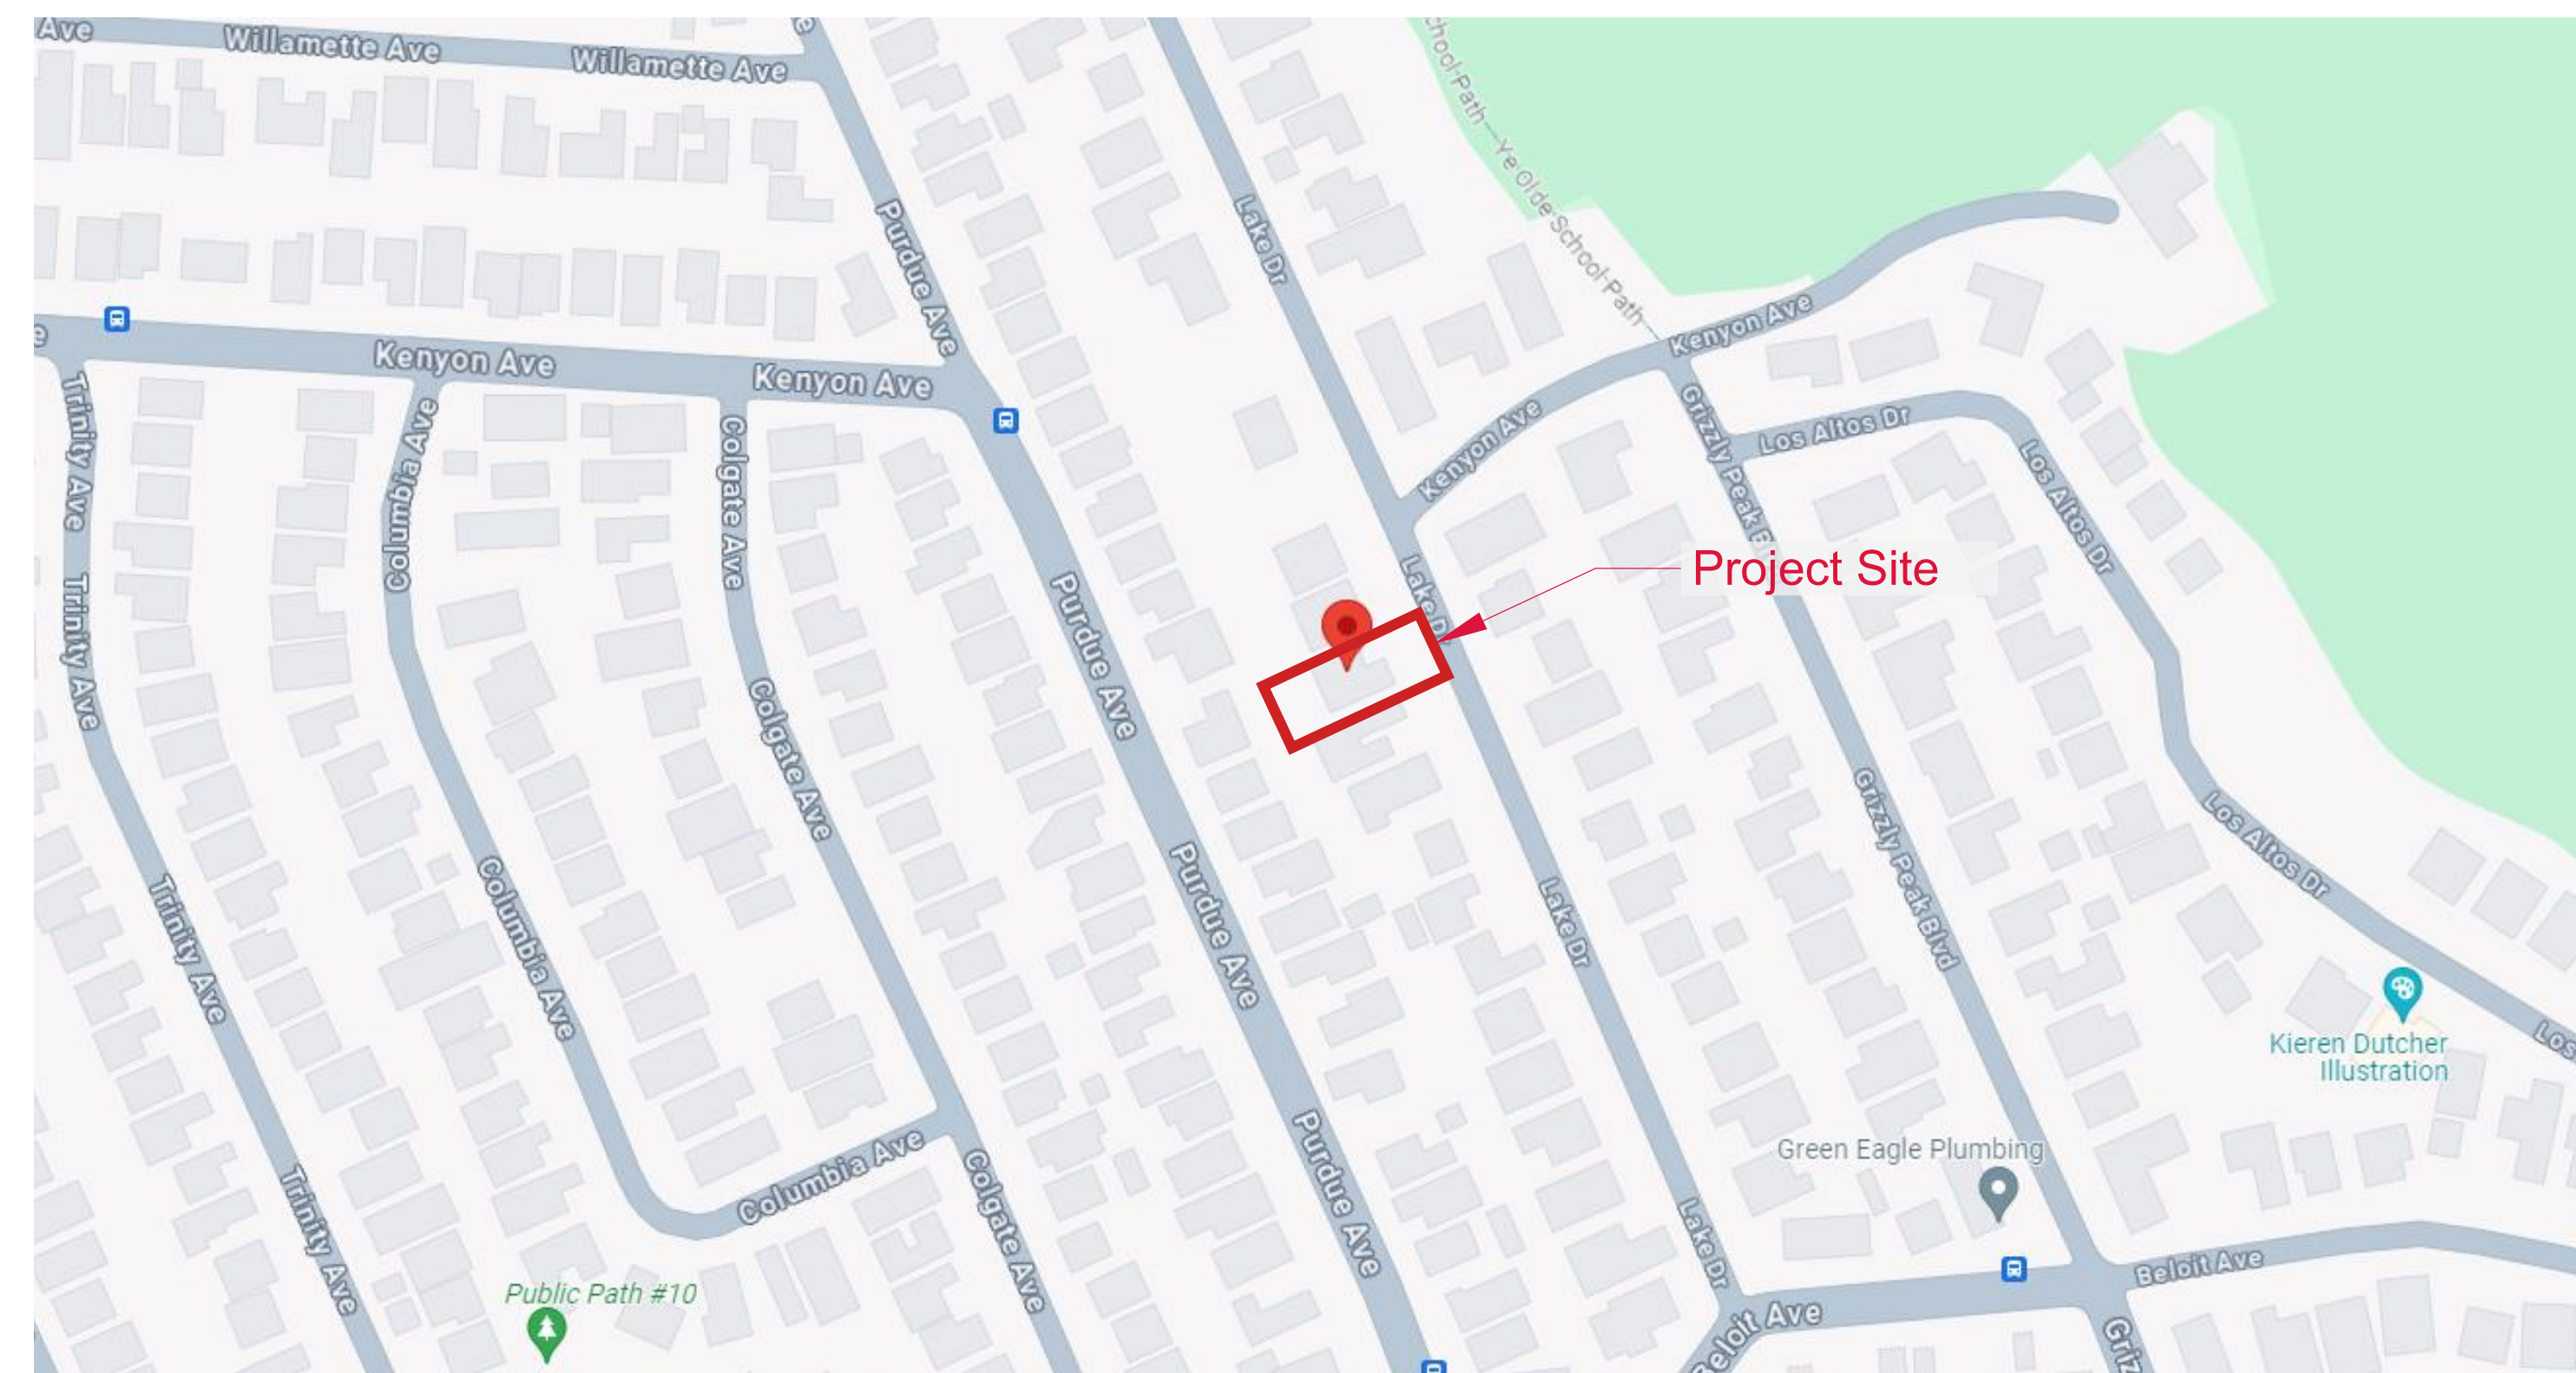 Ave
Willamette Ave
Willamette Ave
Purdue Ave
Lake Dr
chool Path
Ye Olde School Path
Kenyon Ave
Kenyon Ave
Kenyon Ave
Kenyon Ave
Los Altos Dr
Los Altos Dr
Grizzly Peak B
Trinity Ave
Columbia Ave
Colgate Ave
Lake Dr
Project Site
Trinity Ave
Purdue Ave
Colgate Ave
Grizzly Peak Blvd
Los Altos Dr
Trinity Ave
Columbia Ave
Purdue Ave
Lake Dr
Kieren Dutcher
Illustration
Los
Green Eagle Plumbing
Columbia Ave
Colgate Ave
Purdue Ave
Lake Dr
Trinity Ave
Beloit Ave
Public Path #10
Beloit Ave
Griz